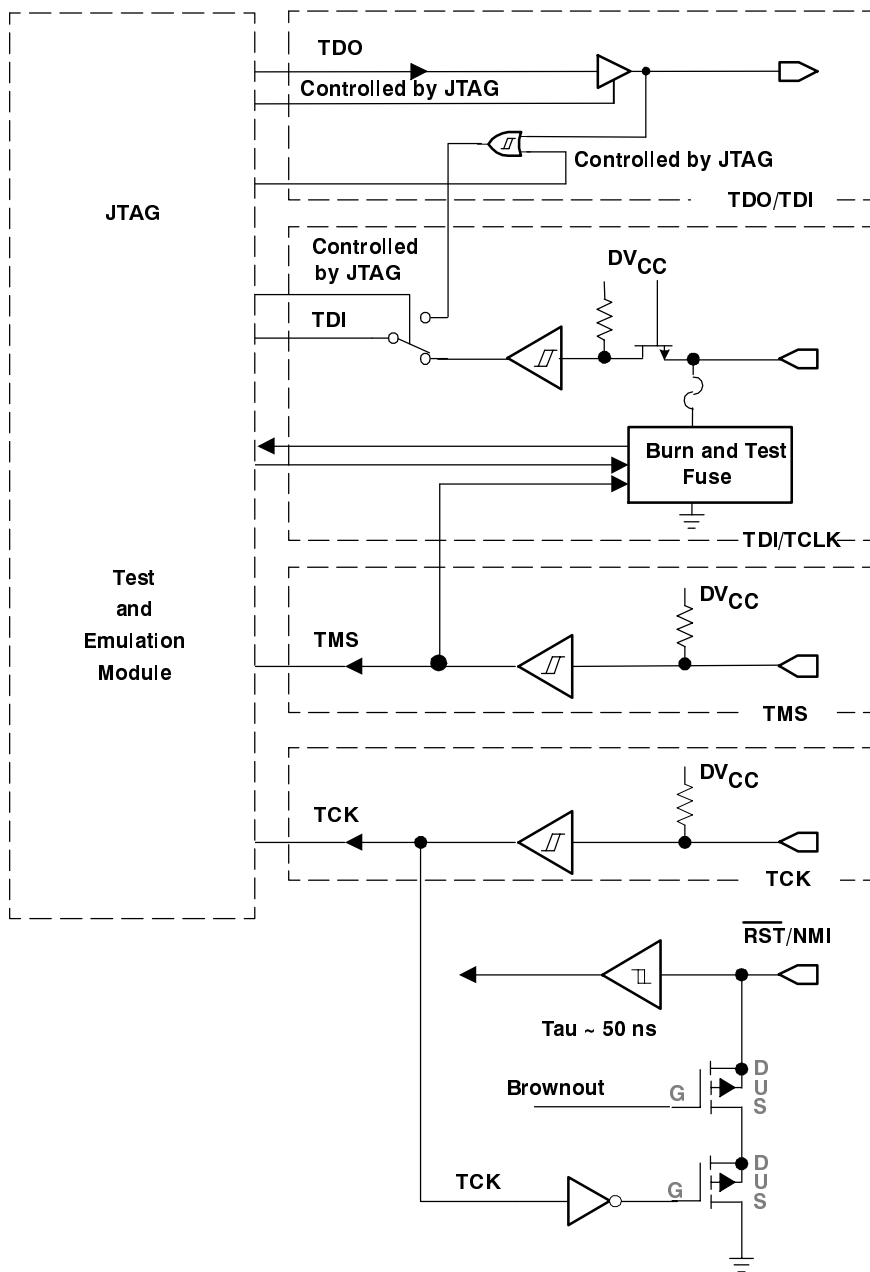 TDO
Controlled by JTAG
Controlled by JTAG
TDO/TDI
JTAG
Controlled
by JTAG
DVCC
TDI
Burn and Test
Fuse
TDI/TCLK
Test
and
Emulation
Module
DVCC
TMS
TMS
DVCC
TCK
TCK
RST/NMI
Tau ~ 50 ns
Brownout
G
D
U
S
TCK
G
D
U
S